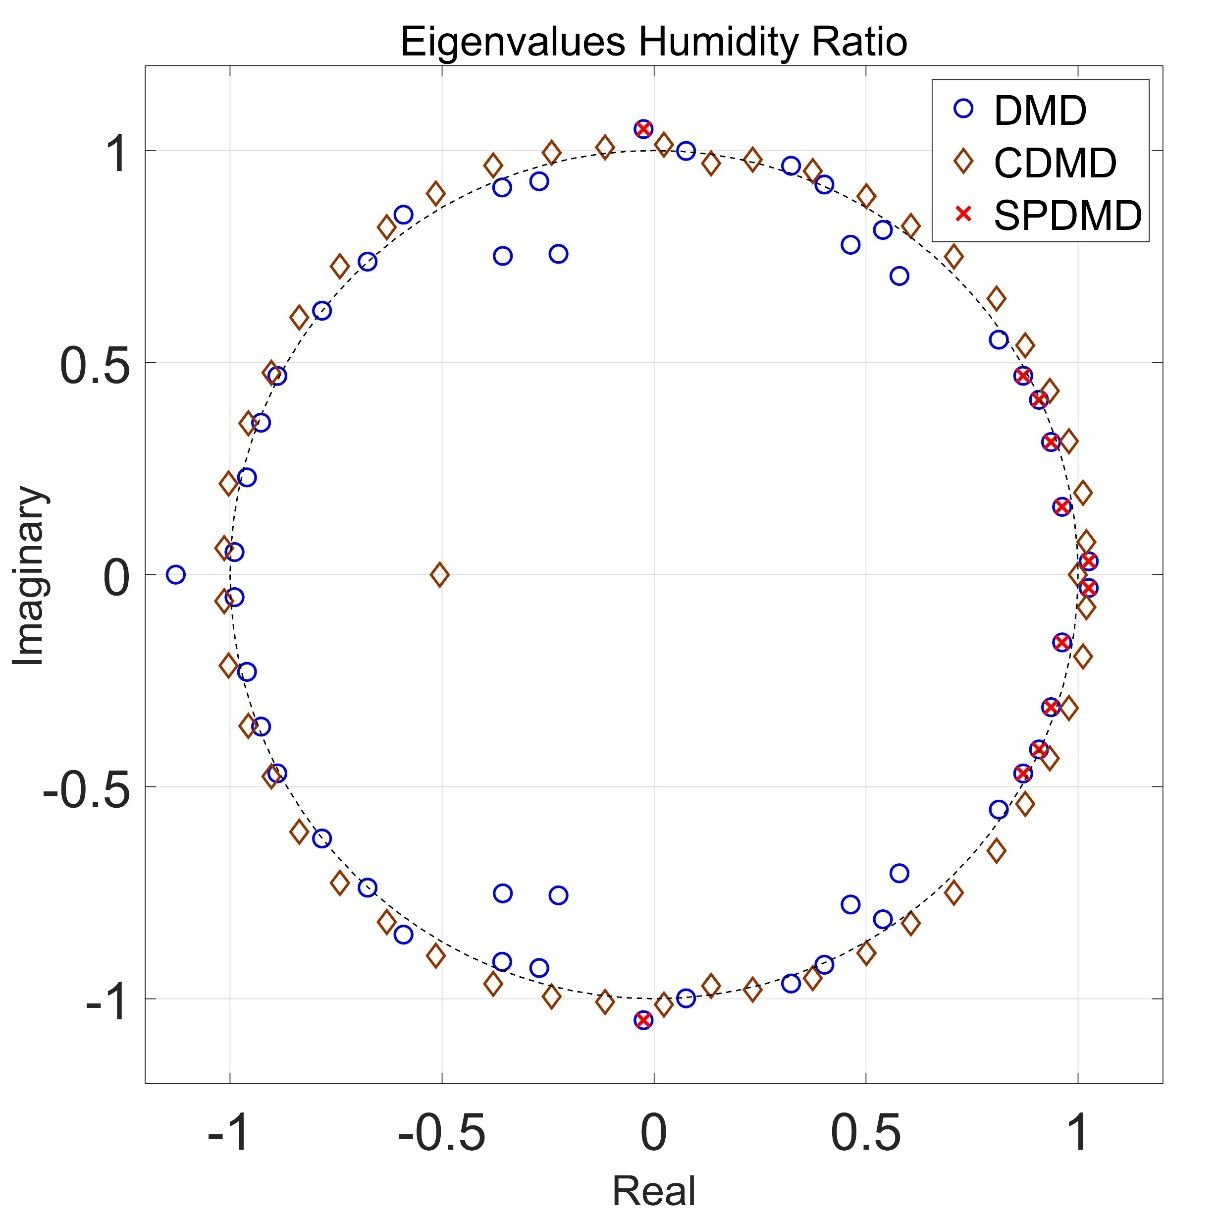 Eigenvalues Humidity Ratio
DMD
CDMD
SPDMD
1
0.5
0
-0.5
-1
Imaginary
-1
-0.5
0
0.5
1
Real